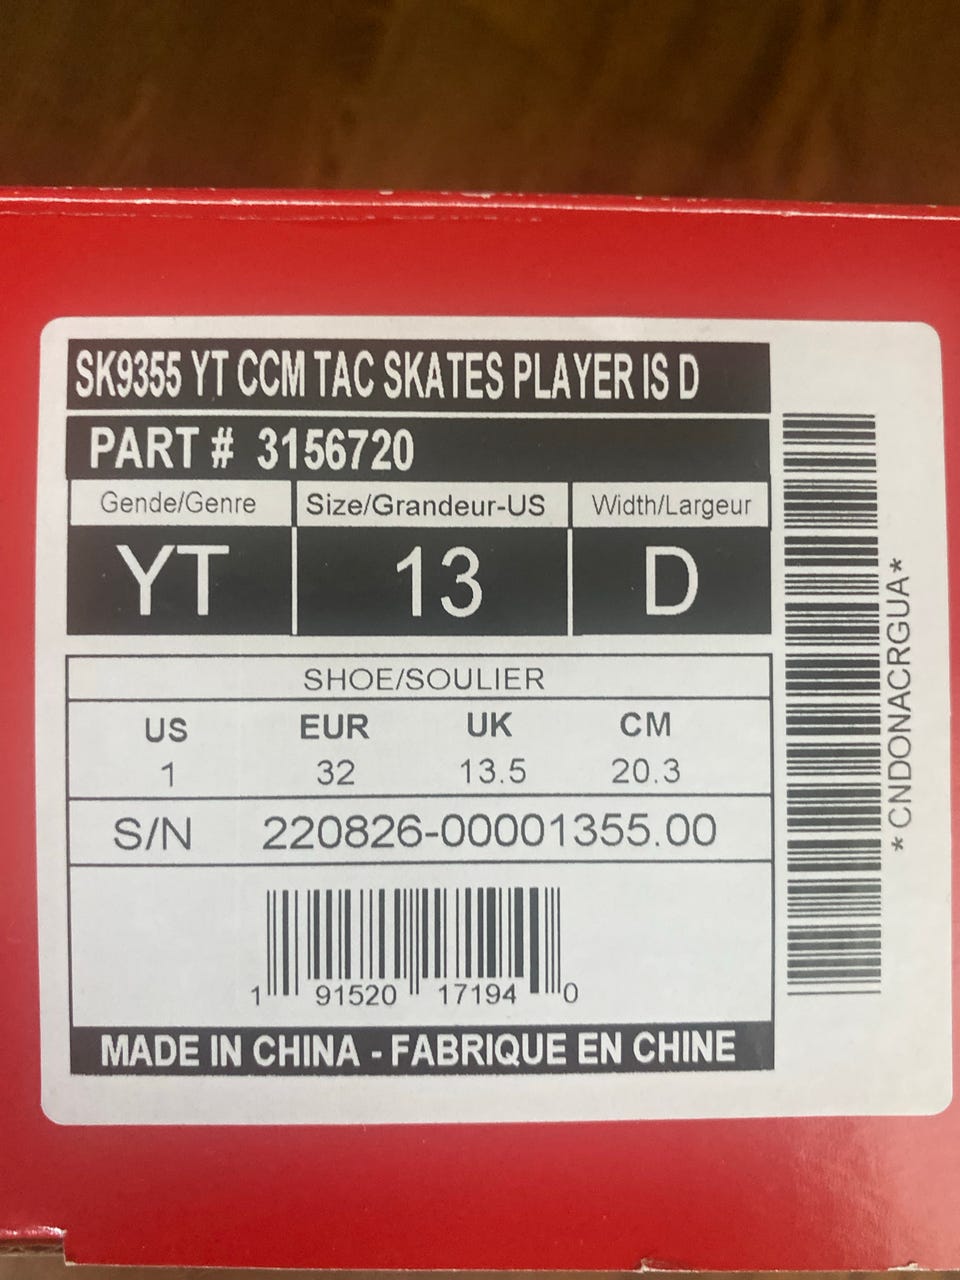 SK9355 YT CCM TAC SKATES PLAYER IS D
PART # 3156720
Gende/Genre Size/Grandeur-US Width/Largeur
YT 13 D
SHOE/SOULIER
US EUR UK CM
1 32 13.5 20.3
S/N 220826-00001355.00
1 91520 17194 0
MADE IN CHINA - FABRIQUE EN CHINE
*CNDONACRGUA*